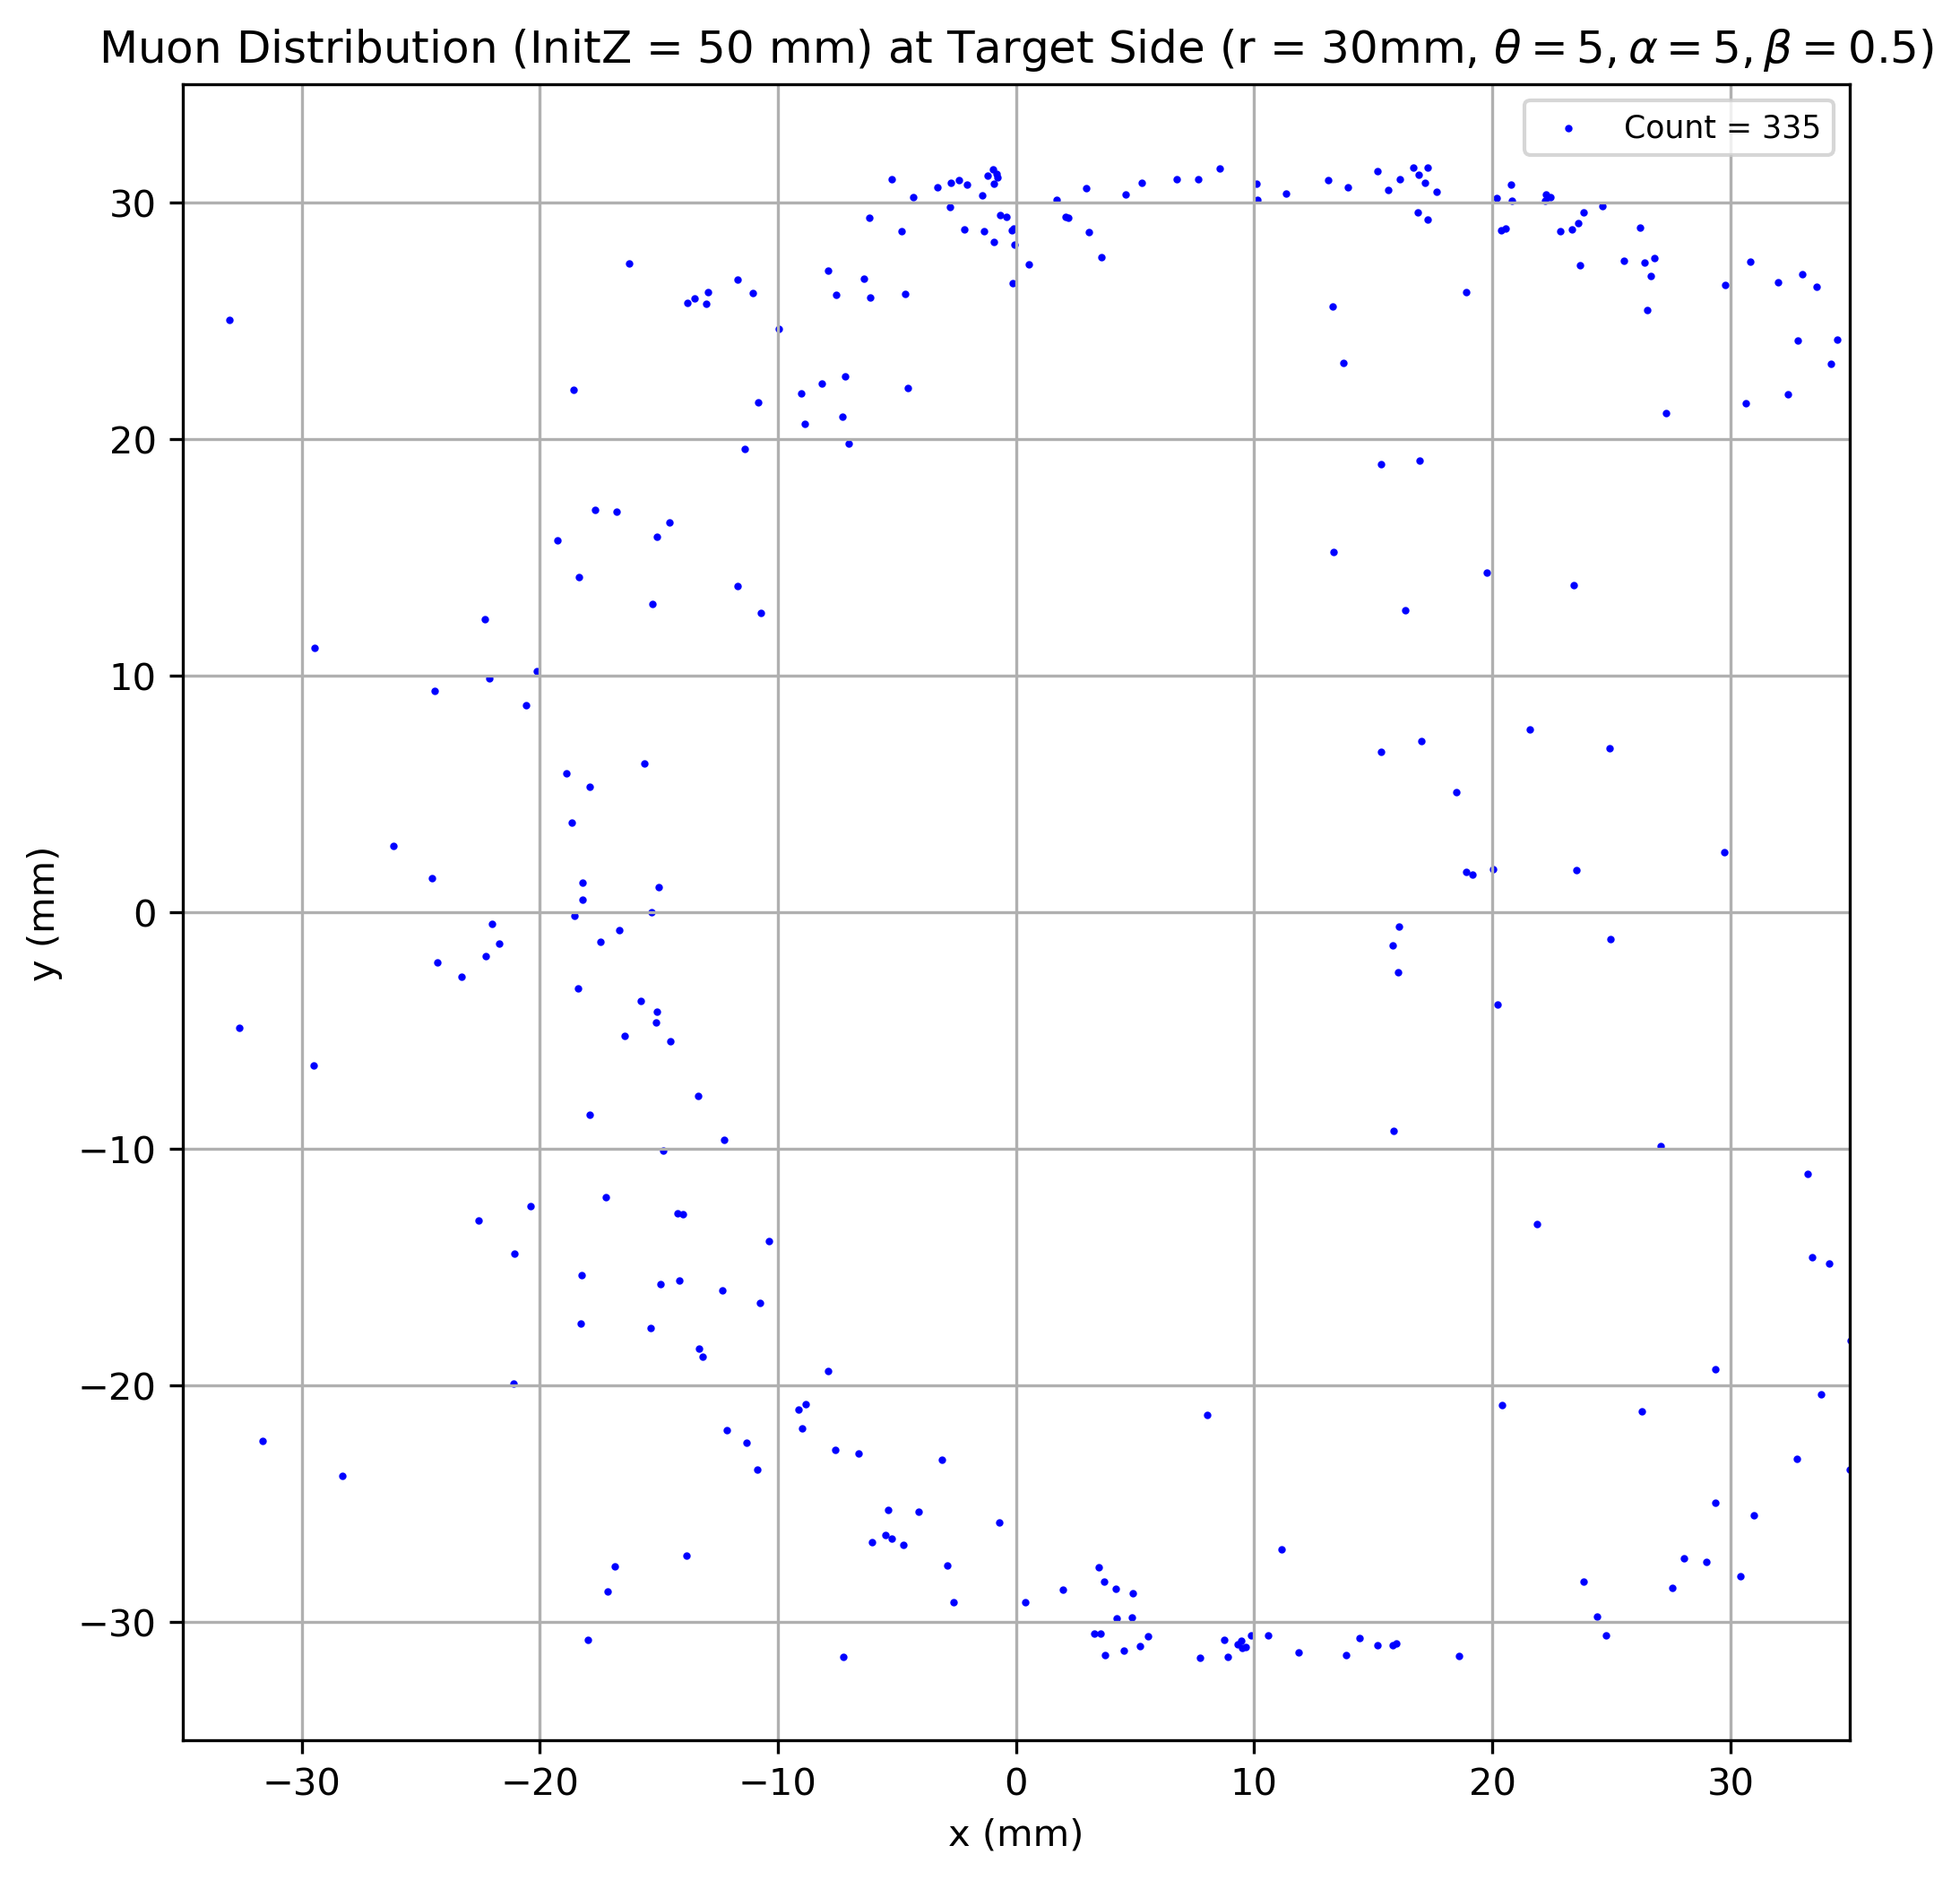 Muon Distribution (InitZ = 50 mm) at Target Side (r = 30mm, θ = 5, α = 5, β = 0.5)
Count = 335
30
20
10
0
−10
−20
−30
y (mm)
−30 −20 −10 0 10 20 30
x (mm)